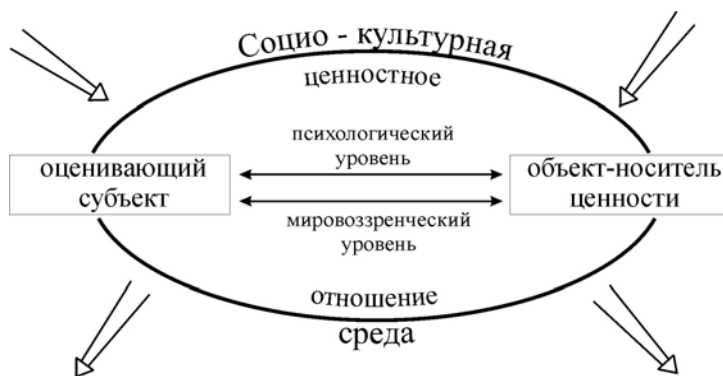 Социо - культурная
ценностное
психологический
уровень
оценивающий
субъект
объект-носитель
ценности
мировоззренческий
уровень
отношение
среда